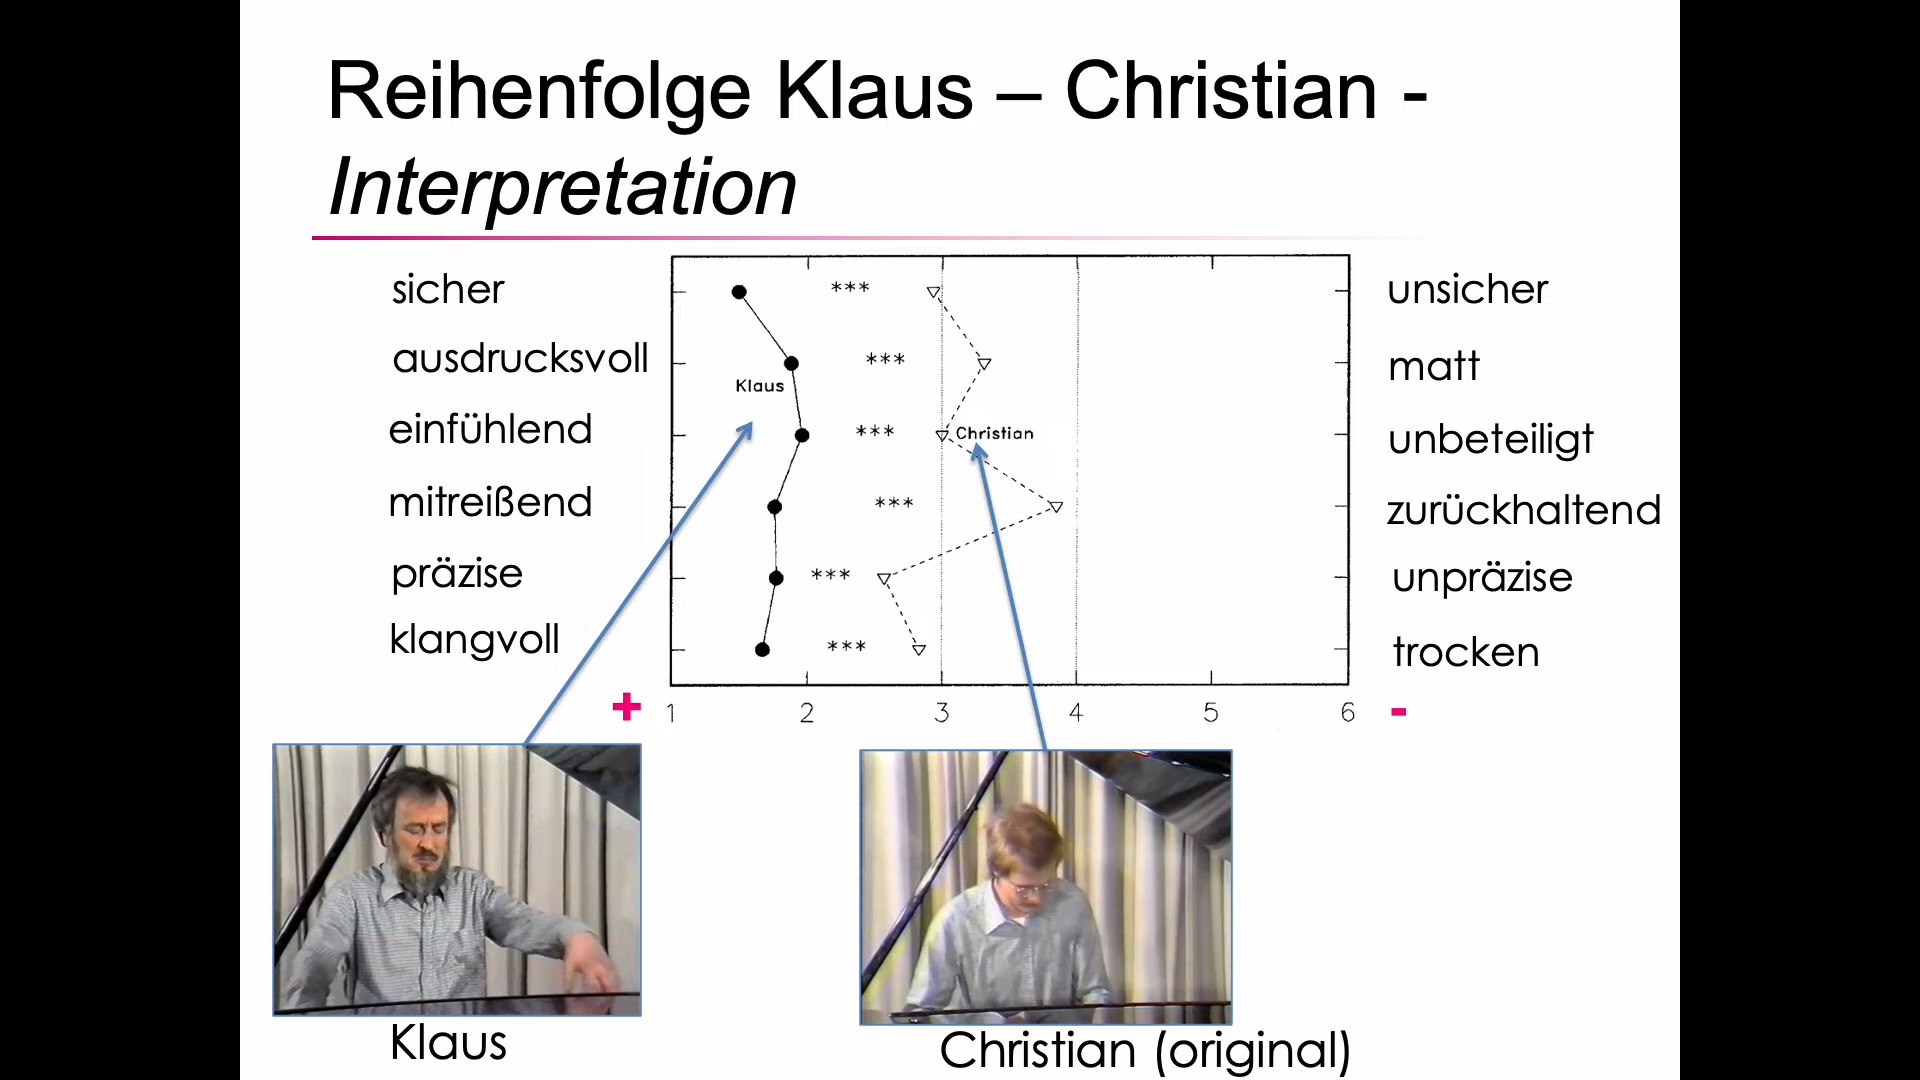 Reihenfolge Klaus – Christian -
Interpretation
sicher
***
unsicher
ausdrucksvoll
***
matt
Klaus
einfühlend
***
Christian
unbeteiligt
mitreißend
***
zurückhaltend
präzise
***
unpräzise
klangvoll
***
trocken
+ 1 2 3 4 5 6 -
Klaus
Christian (original)